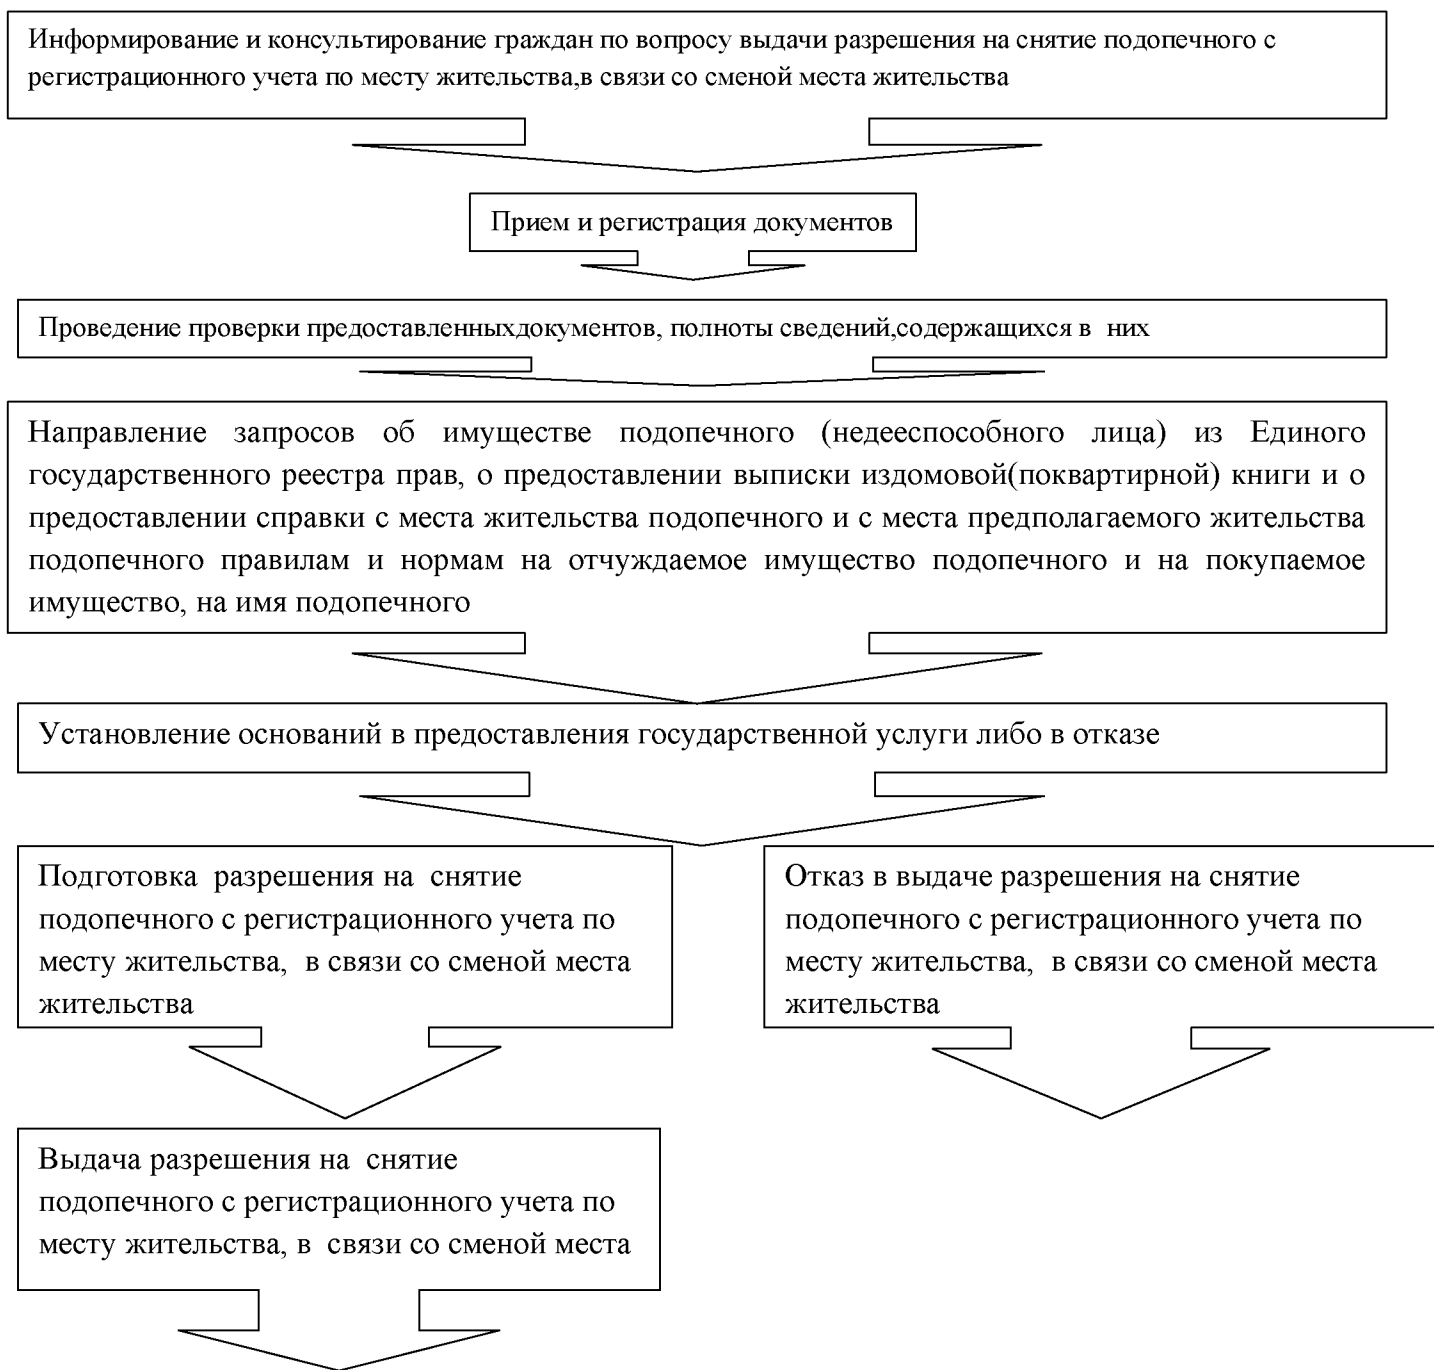 Информирование и консультирование граждан по вопросу выдачи разрешения на снятие подопечного с
регистрационного учета по месту жительства,в связи со сменой места жительства
Прием и регистрация документов
Проведение проверки предоставленныхдокументов, полноты сведений,содержащихся в них
Направление запросов об имуществе подопечного (недееспособного лица) из Единого
государственного реестра прав, о предоставлении выписки издомовой(поквартирной) книги и о
предоставлении справки с места жительства подопечного и с места предполагаемого жительства
подопечного правилам и нормам на отчуждаемое имущество подопечного и на покупаемое
имущество, на имя подопечного
Установление оснований в предоставления государственной услуги либо в отказе
Подготовка разрешения на снятие
подопечного с регистрационного учета по
месту жительства, в связи со сменой места
жительства
Отказ в выдаче разрешения на снятие
подопечного с регистрационного учета по
месту жительства, в связи со сменой места
жительства
Выдача разрешения на снятие
подопечного с регистрационного учета по
месту жительства, в связи со сменой места